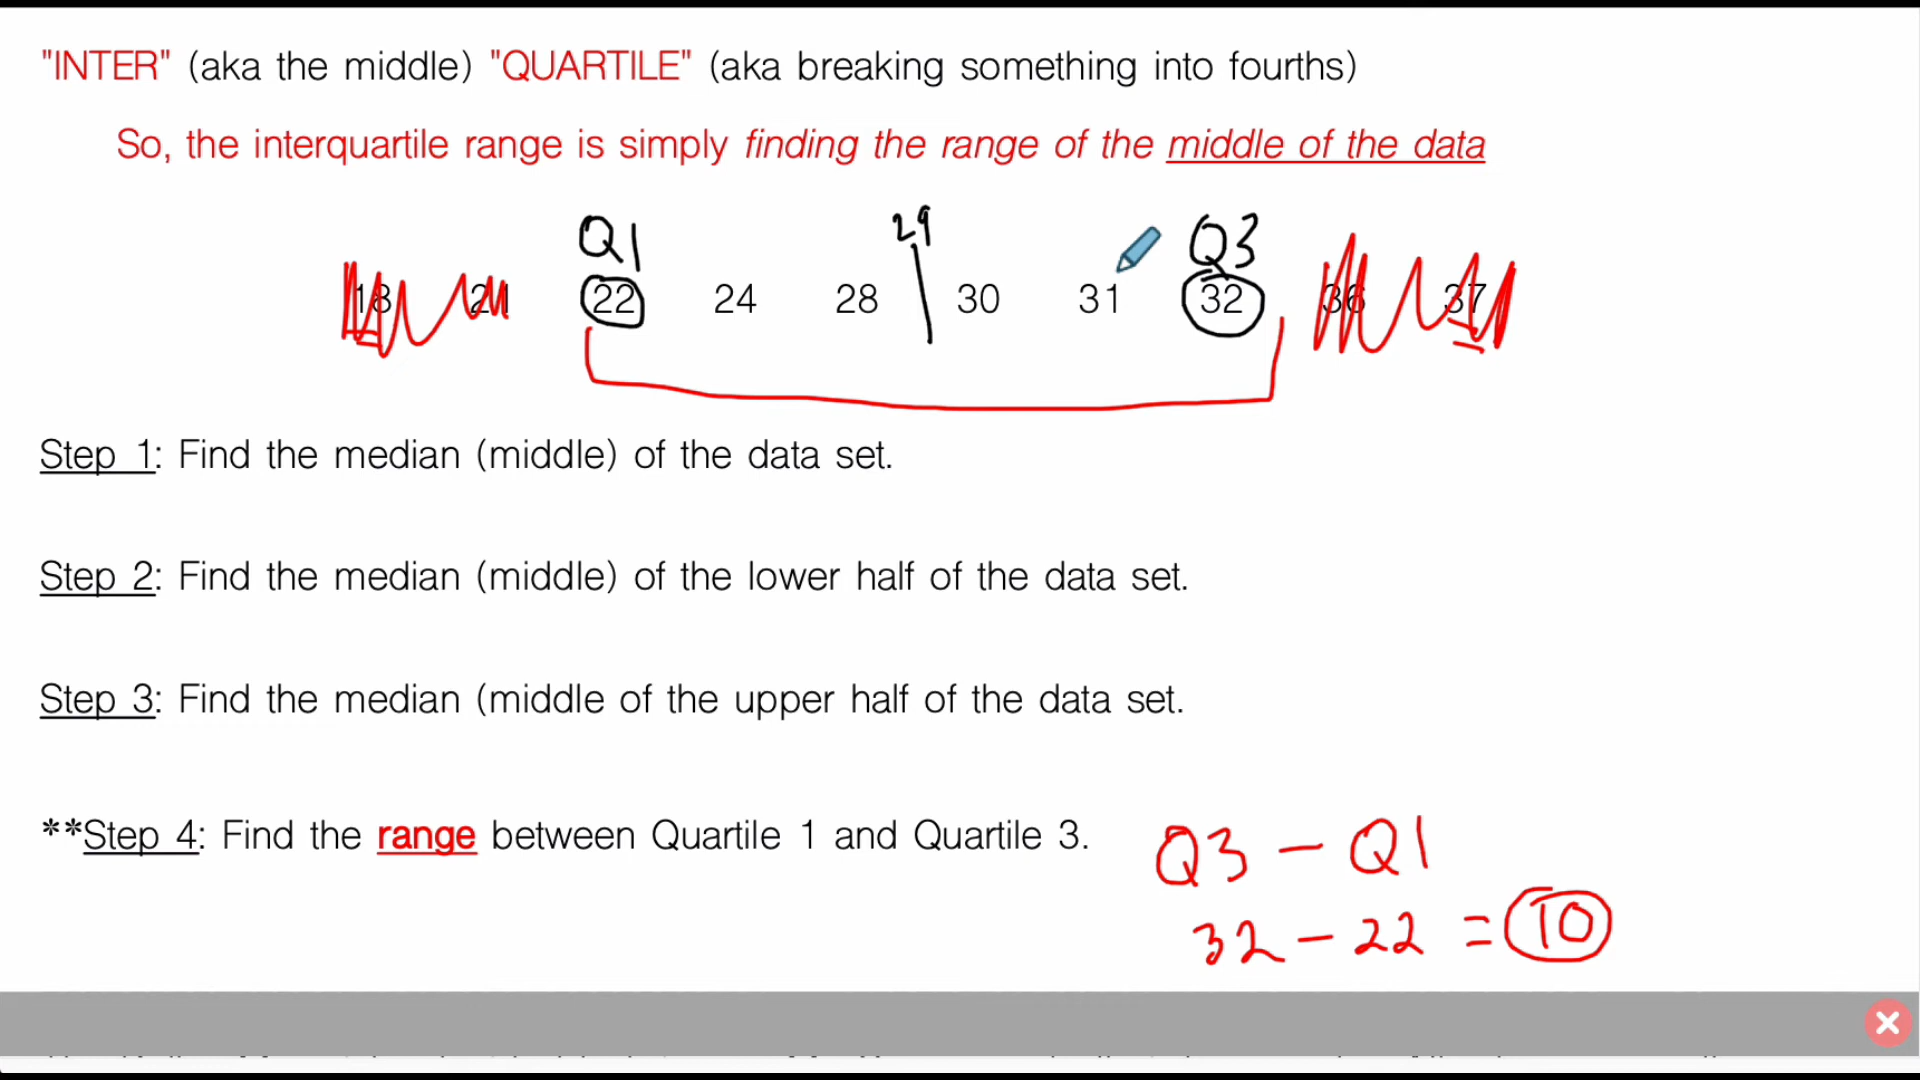 "INTER" (aka the middle) "QUARTILE" (aka breaking something into fourths)
So, the interquartile range is simply finding the range of the middle of the data
Q1 29 Q3
18 21 22 24 28 30 31 32 36 37
Step 1: Find the median (middle) of the data set.
Step 2: Find the median (middle) of the lower half of the data set.
Step 3: Find the median (middle of the upper half of the data set.
**Step 4: Find the range between Quartile 1 and Quartile 3.
Q3 - Q1
32 - 22 = 10